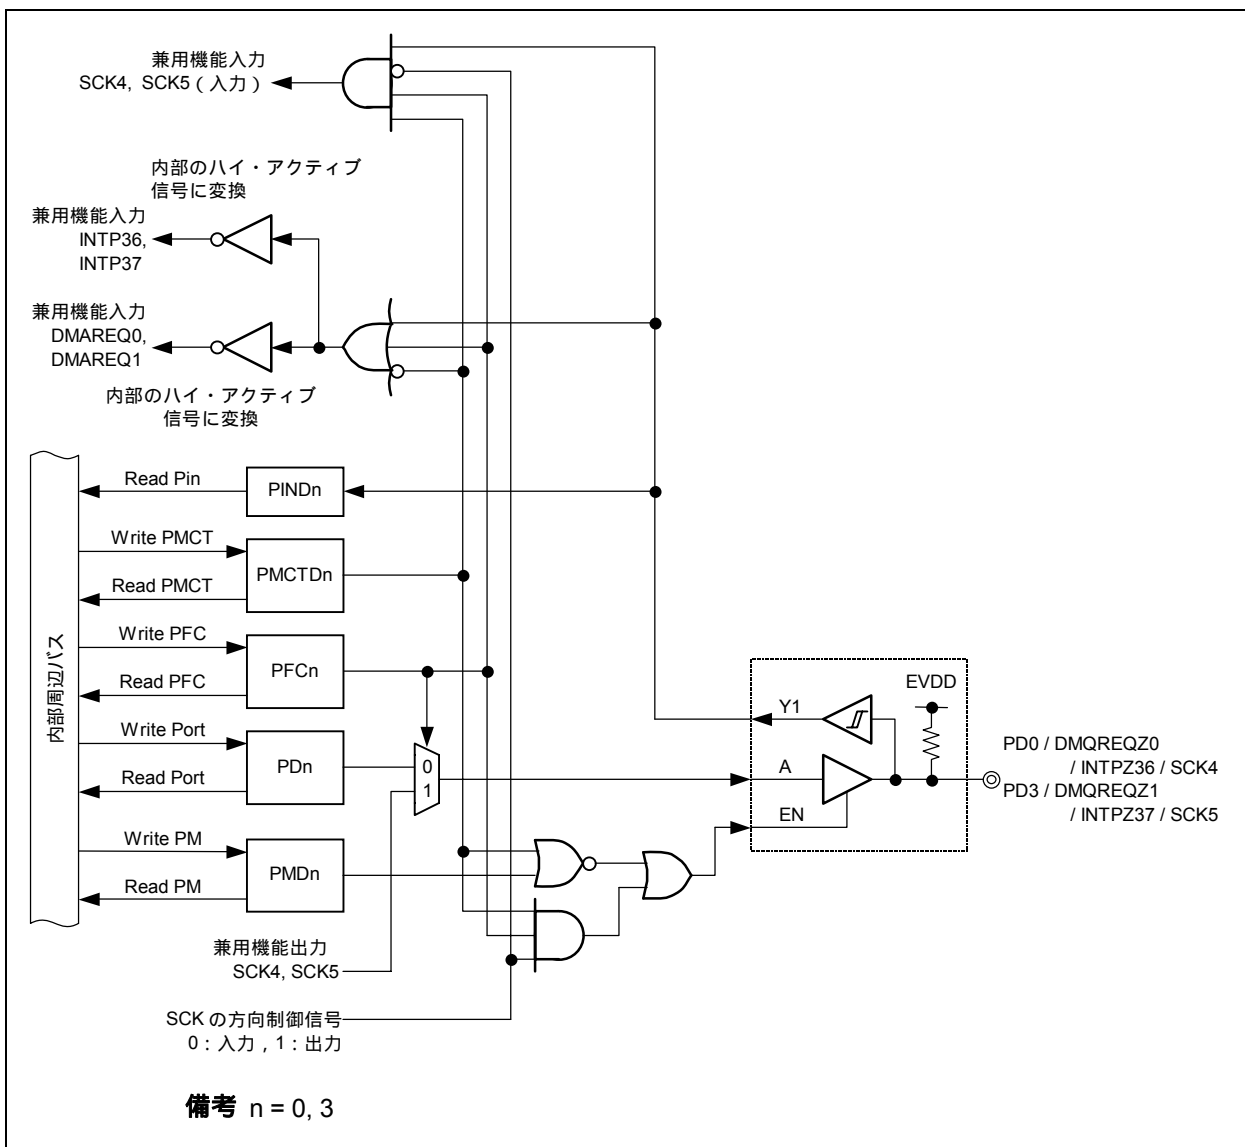 兼用機能入力
SCK4, SCK5（入力）
内部のハイ・アクティブ
信号に変換
兼用機能入力
INTP36,
INTP37
兼用機能入力
DMAREQ0,
DMAREQ1
内部のハイ・アクティブ
信号に変換
内部周辺バス
Read Pin
PINDn
Write PMCT
PMCTDn
Read PMCT
Write PFC
PFCn
Read PFC
Write Port
PDn
Read Port
0
1
Write PM
PMDn
Read PM
兼用機能出力
SCK4, SCK5
SCKの方向制御信号
0：入力，1：出力
EVDD
Y1
A
EN
PD0 / DMQREQZ0
/ INTPZ36 / SCK4
PD3 / DMQREQZ1
/ INTPZ37 / SCK5
備考 n = 0, 3